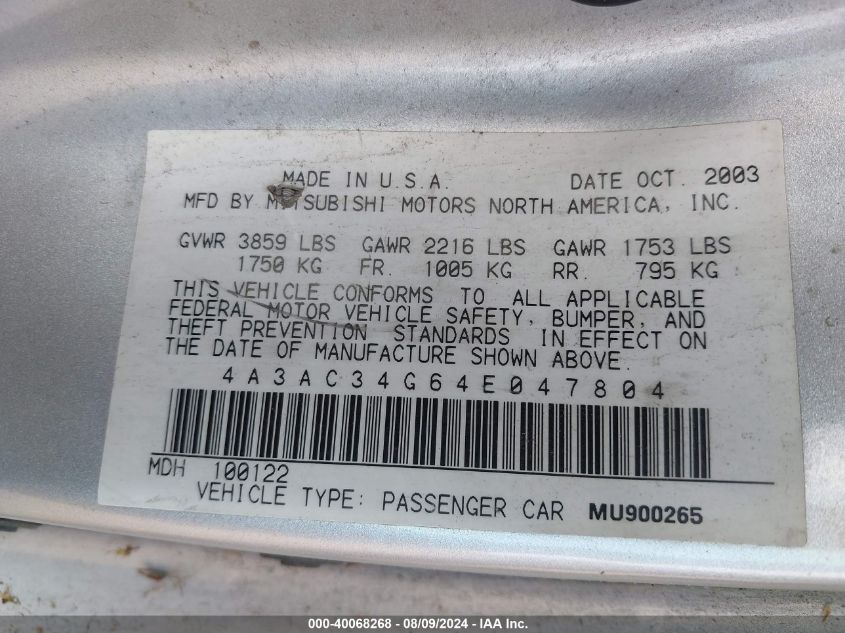 MADE IN U.S.A. DATE OCT. 2003
MFD BY MITSUBISHI MOTORS NORTH AMERICA, INC.
GVWR 3859 LBS GAWR 2216 LBS GAWR 1753 LBS
1750 KG FR. 1005 KG RR. 795 KG
THIS VEHICLE CONFORMS TO ALL APPLICABLE
FEDERAL MOTOR VEHICLE SAFETY, BUMPER, AND
THEFT PREVENTION STANDARDS IN EFFECT ON
THE DATE OF MANUFACTURE SHOWN ABOVE.
4A3AC34G64E047804
MDH 100122
VEHICLE TYPE: PASSENGER CAR MU900265
000-40068268 - 08/09/2024 - IAA Inc.